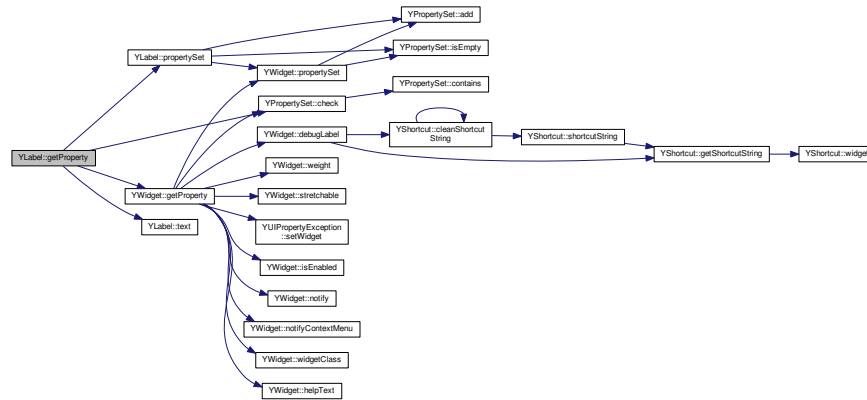 YPropertySet::add
YPropertySet::isEmpty
YLabel::propertySet
YWidget::propertySet
YPropertySet::contains
YPropertySet::check
YShortcut::cleanShortcut
String
YWidget::debugLabel
YShortcut::shortcutString
YShortcut::getShortcutString
YShortcut::widget
YLabel::getProperty
YWidget::weight
YWidget::getProperty
YWidget::stretchable
YLabel::text
YUIPropertyException
::setWidget
YWidget::isEnabled
YWidget::notify
YWidget::notifyContextMenu
YWidget::widgetClass
YWidget::helpText